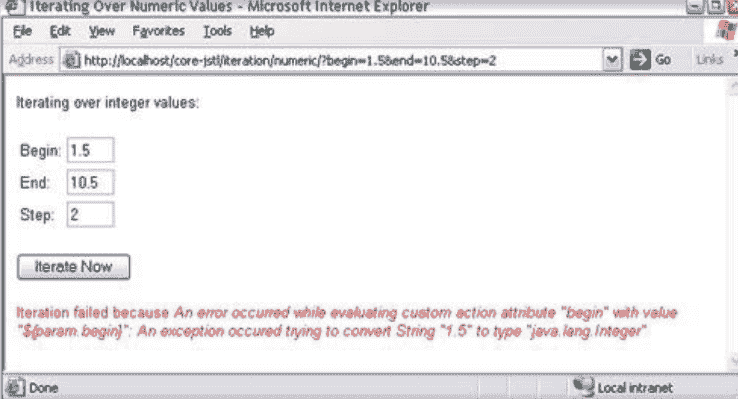 Iterating Over Numeric Values - Microsoft Internet Explorer
File Edit View Favorites Tools Help
Address http://localhost/core-jstl/iteration/numeric/?begin=1.5&end=10.5&step=2 Go Links
Iterating over integer values:
Begin: 1.5
End: 10.5
Step: 2
Iterate Now
Iteration failed because An error occurred while evaluating custom action attribute "begin" with value
"${param.begin}": An exception occured trying to convert String "1.5" to type "java.lang.Integer"
Done Local intranet